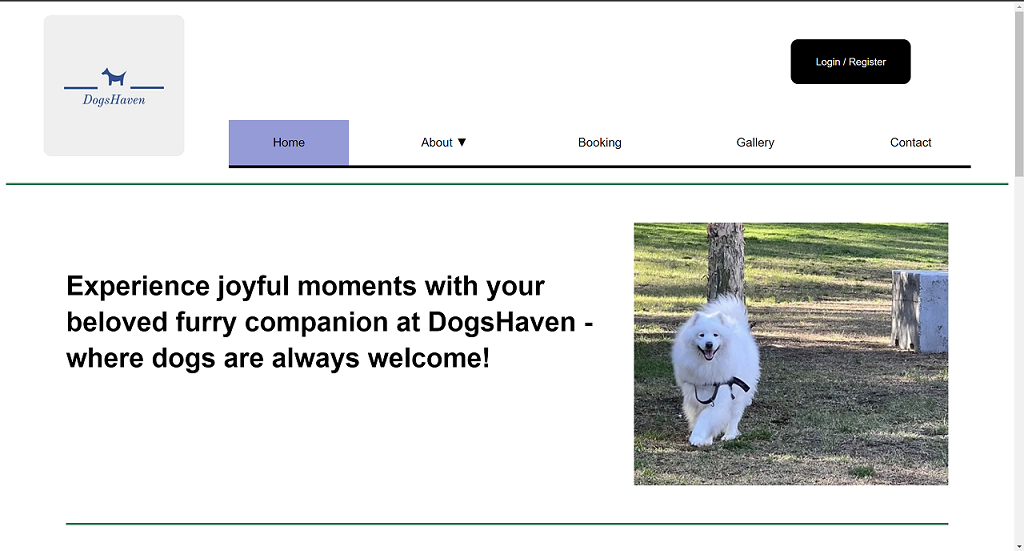 DogsHaven
Login / Register
Home
About ▼
Booking
Gallery
Contact
Experience joyful moments with your
beloved furry companion at DogsHaven -
where dogs are always welcome!